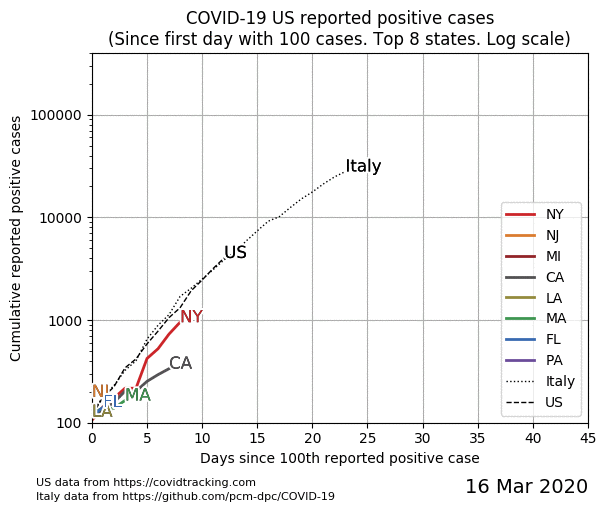 COVID-19 US reported positive cases
(Since first day with 100 cases. Top 8 states. Log scale)
Cumulative reported positive cases
100000
10000
1000
100
Italy
US
NY
CA
NJ
FL
MA
LA
NY
NJ
MI
CA
LA
MA
FL
PA
Italy
US
0 5 10 15 20 25 30 35 40 45
Days since 100th reported positive case
US data from https://covidtracking.com
Italy data from https://github.com/pcm-dpc/COVID-19
16 Mar 2020